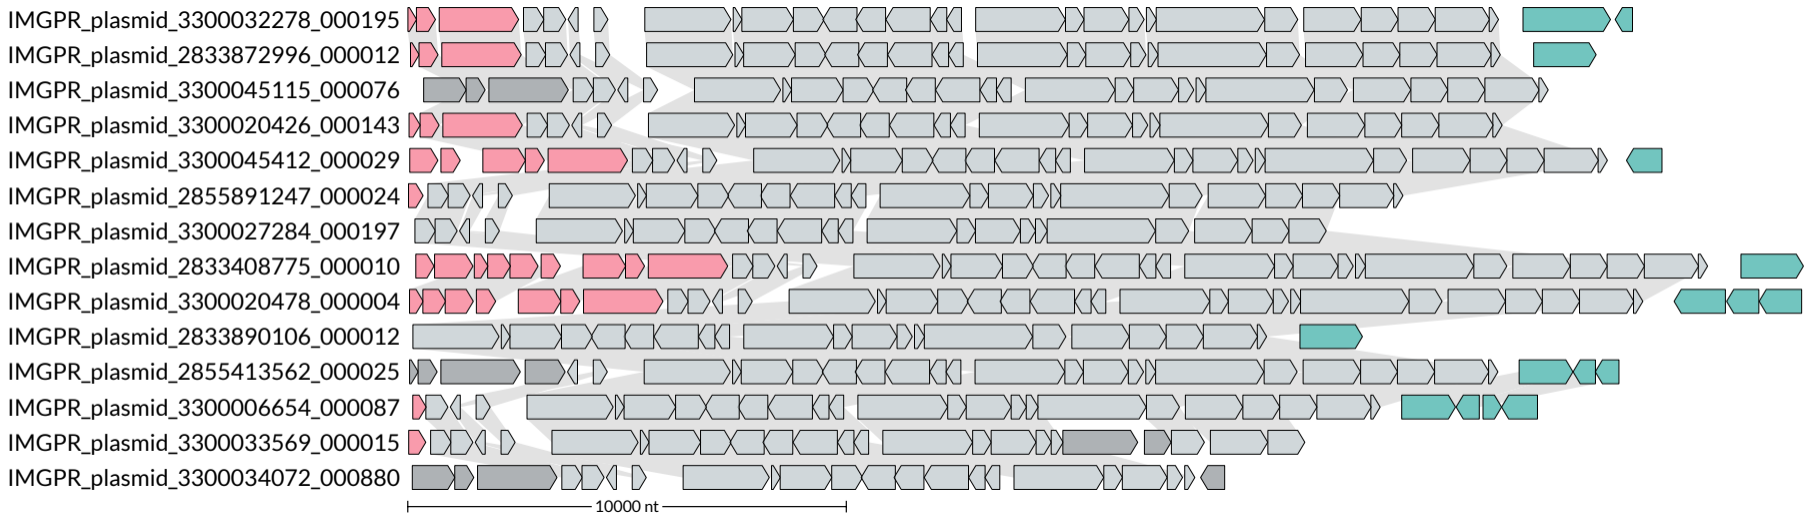 IMGPR_plasmid_3300032278_000195
IMGPR_plasmid_2833872996_000012
IMGPR_plasmid_3300045115_000076
IMGPR_plasmid_3300020426_000143
IMGPR_plasmid_3300045412_000029
IMGPR_plasmid_2855891247_000024
IMGPR_plasmid_3300027284_000197
IMGPR_plasmid_2833408775_000010
IMGPR_plasmid_3300020478_000004
IMGPR_plasmid_2833890106_000012
IMGPR_plasmid_2855413562_000025
IMGPR_plasmid_3300006654_000087
IMGPR_plasmid_3300033569_000015
IMGPR_plasmid_3300034072_000880
10000 nt